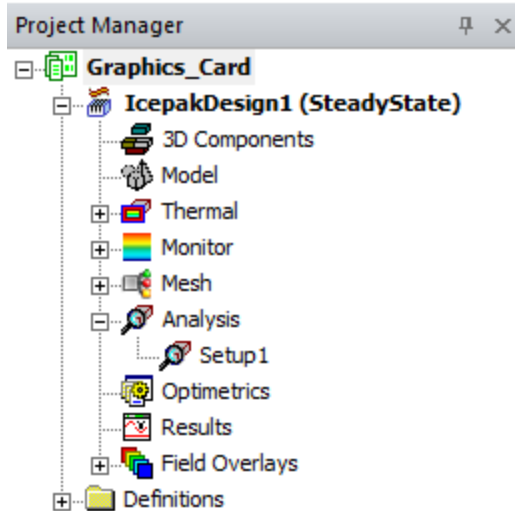 Project Manager
Graphics_Card
IcepakDesign1 (SteadyState)
3D Components
Model
Thermal
Monitor
Mesh
Analysis
Setup1
Optimetrics
Results
Field Overlays
Definitions